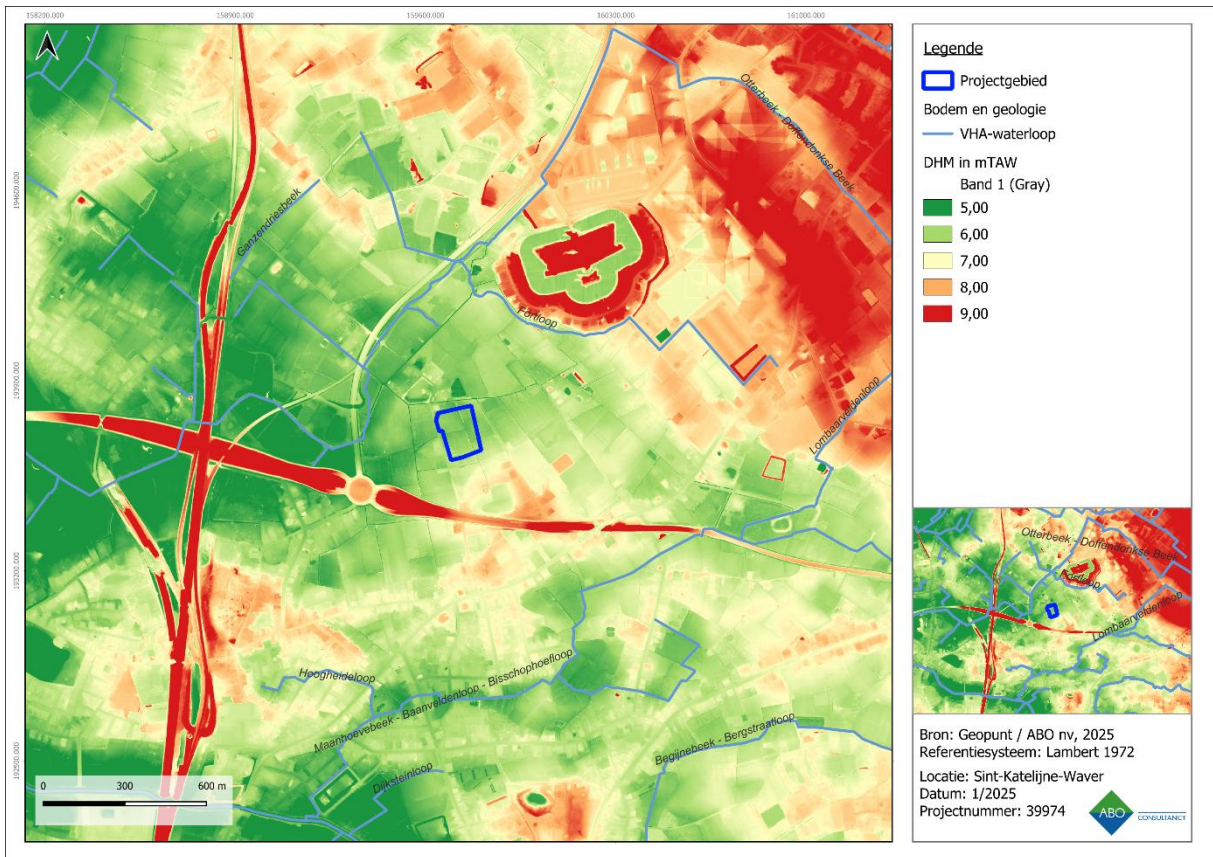 158200.000 158900.000 159600.000 160300.000 161000.000
194600.000
193900.000
193200.000
192500.000
Otterbeek - Doffendonkse Beek
Ganzendriesbeek
Fortloop
Lombaarveldenloop
Hoogheideloop
Maanhoevebeek - Baanveldenloop - Bisschophoefloop
Begijnebeek - Bergstraatloop
Dijksteinloop
0 300 600 m
Legende
Projectgebied
Bodem en geologie
VHA-waterloop
DHM in mTAW
Band 1 (Gray)
5,00
6,00
7,00
8,00
9,00
Otterbeek - Doffendonkse Beek
Fortloop
Lombaarveldenloop
Bron: Geopunt / ABO nv, 2025
Referentiesysteem: Lambert 1972
Locatie: Sint-Katelijne-Waver
Datum: 1/2025
Projectnummer: 39974
ABO CONSULTANCY